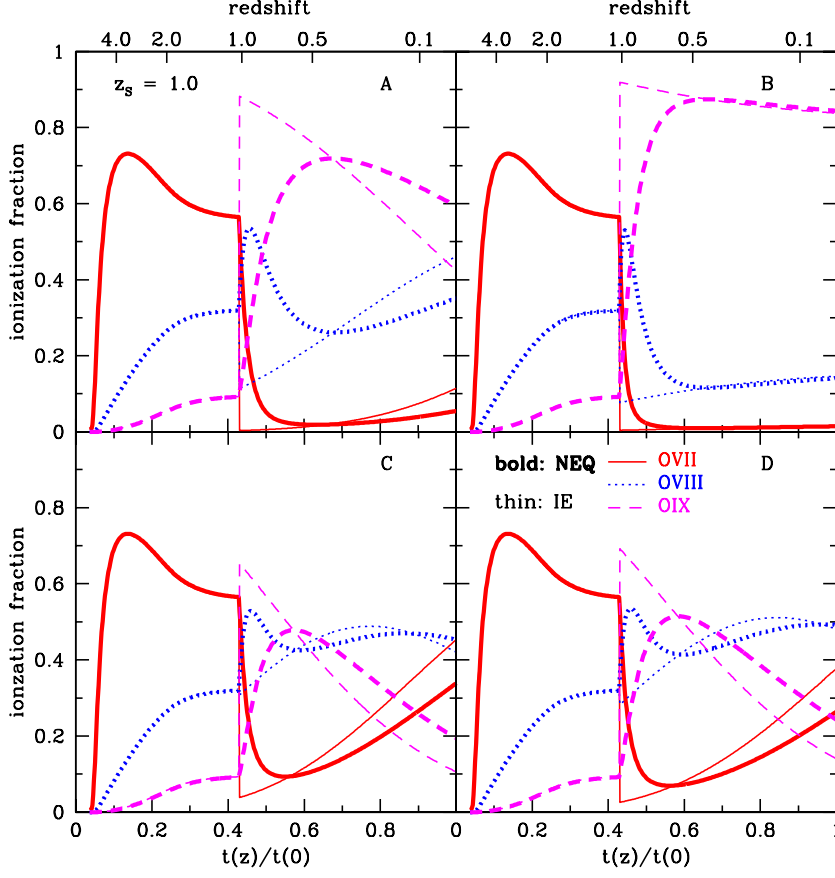 redshift redshift
4.0 2.0 1.0 0.5 0.1 4.0 2.0 1.0 0.5 0.1
1
z_s = 1.0 A B
0.8
0.6
0.4
0.2
0
ionization fraction
C bold: NEQ OVII D
OVIII
thin: IE OIX
0.8
0.6
0.4
0.2
0
ionzation fraction
0 0.2 0.4 0.6 0.8 0 0.2 0.4 0.6 0.8 1
t(z)/t(0) t(z)/t(0)